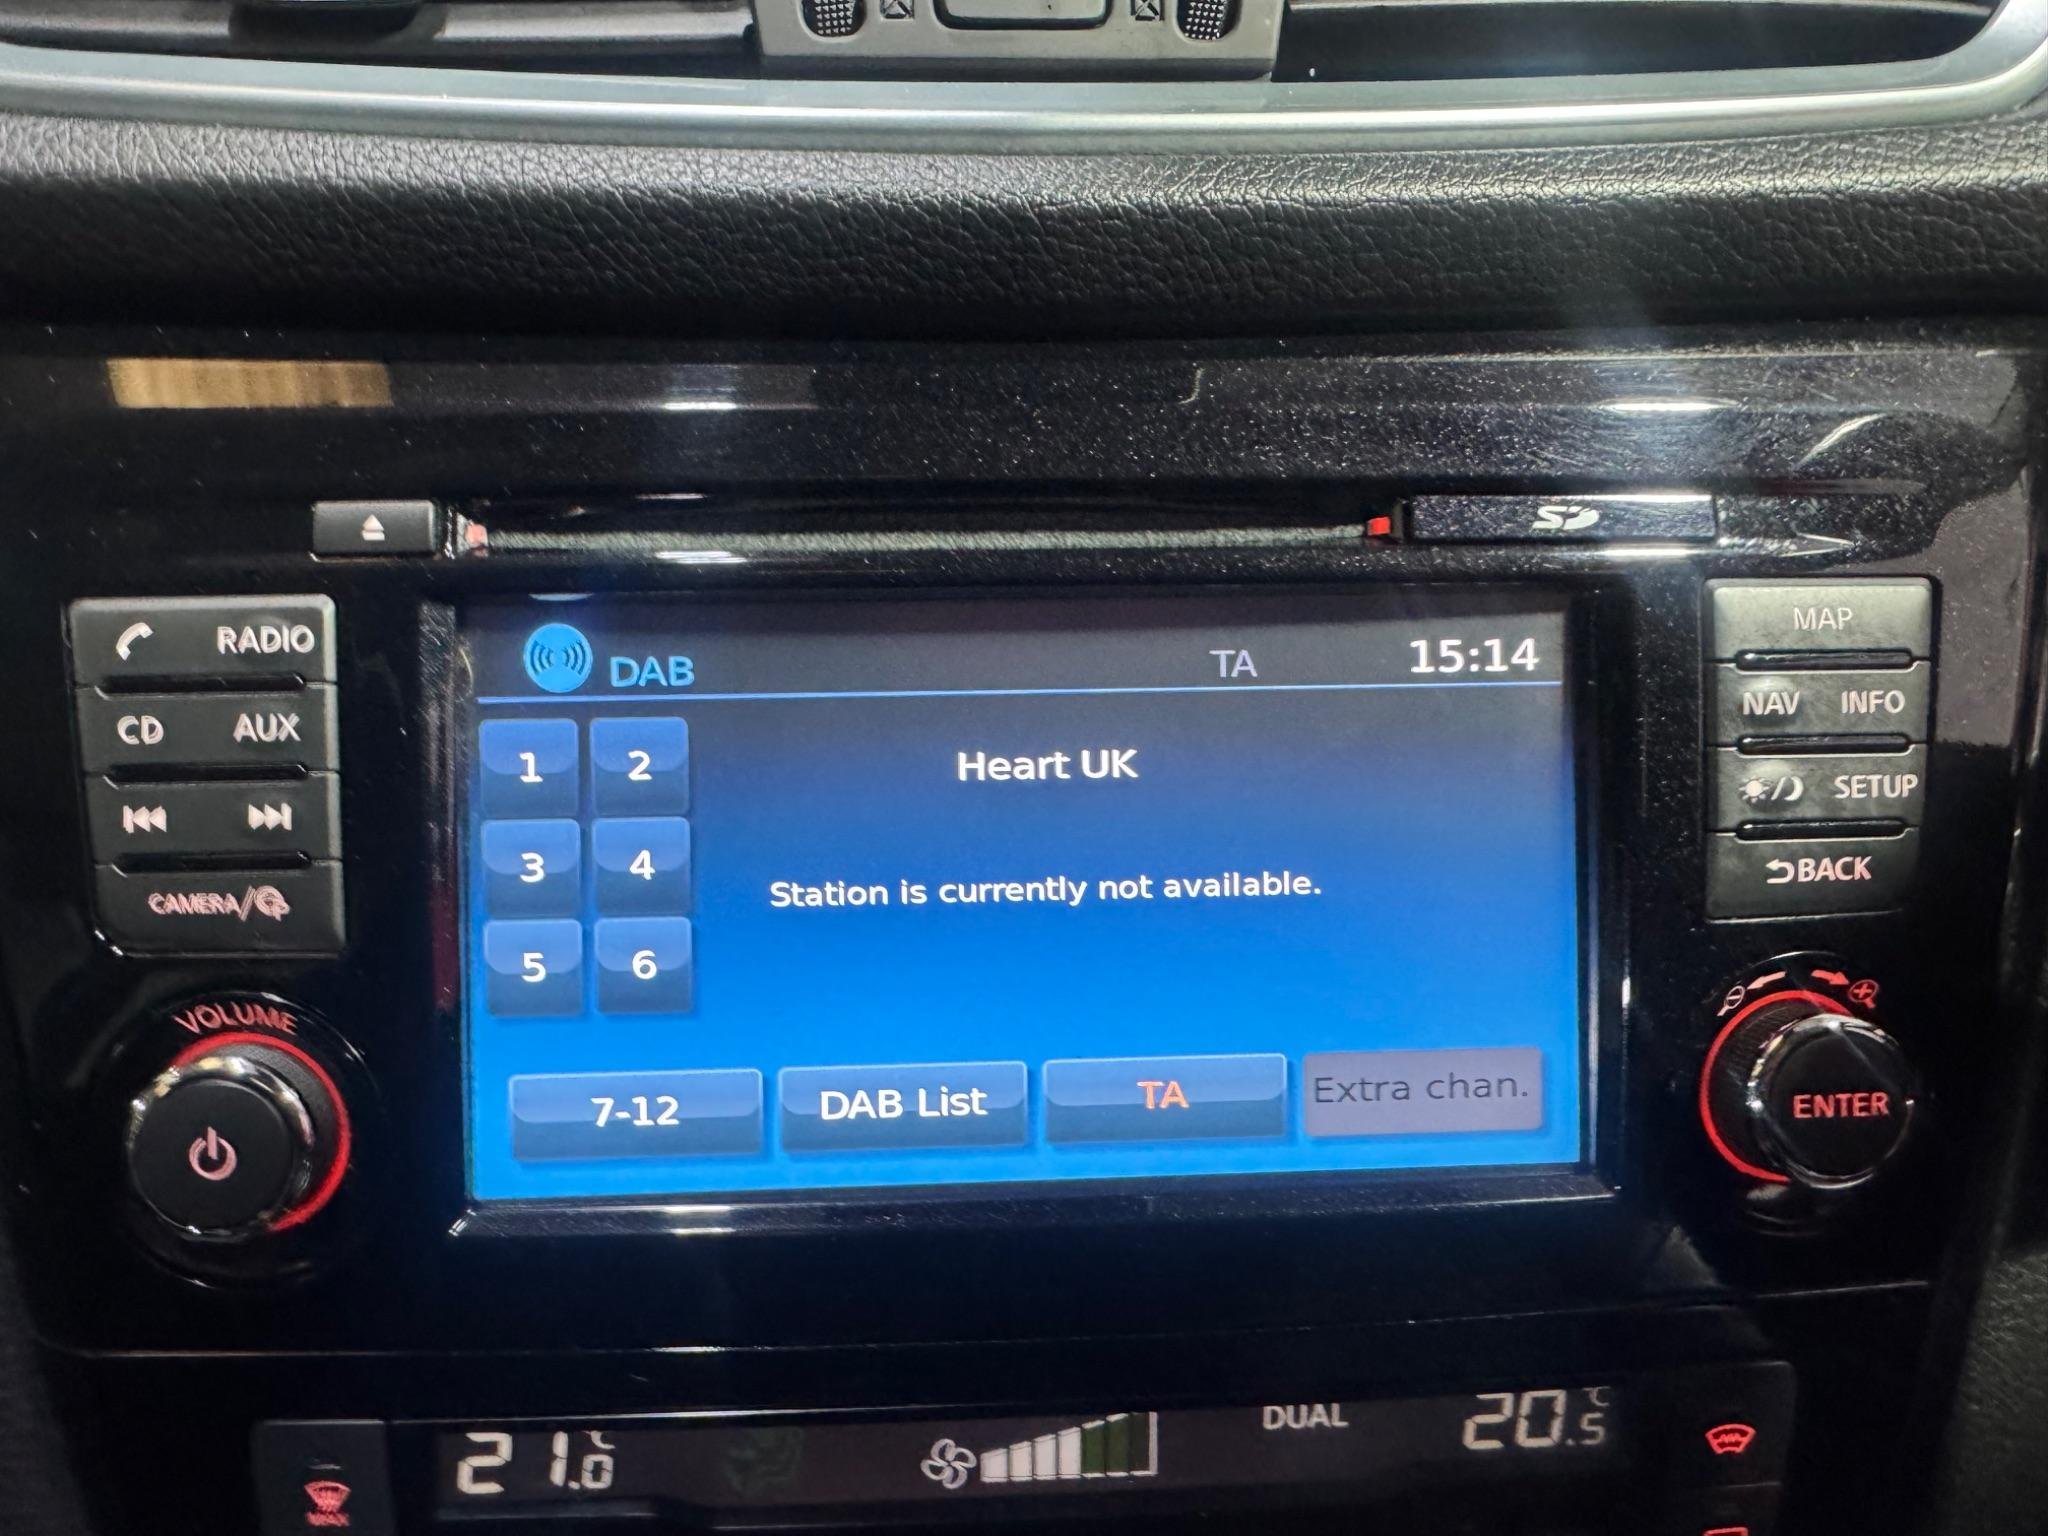 SD
RADIO
CD AUX
CAMERA/
VOLUME
DAB TA 15:14
1 2
3 4
5 6
Heart UK
Station is currently not available.
7-12 DAB List TA Extra chan.
MAP
NAV INFO
SETUP
BACK
ENTER
21.0 °C
DUAL
20.5 °C
MAX